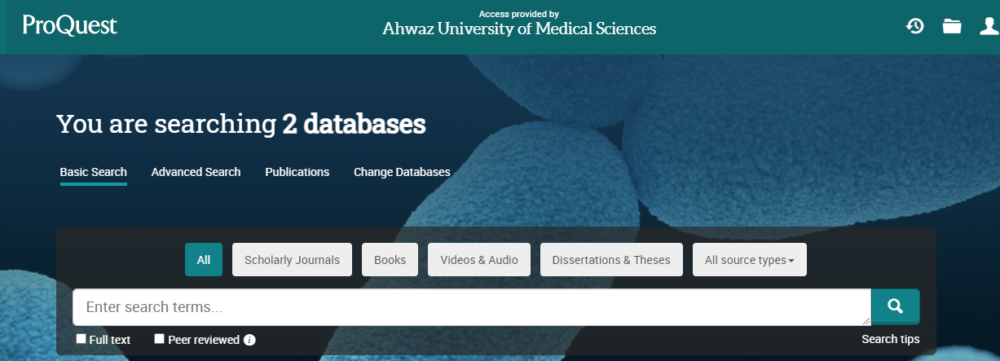 ProQuest
Access provided by
Ahwaz University of Medical Sciences
You are searching 2 databases
Basic Search Advanced Search Publications Change Databases
All Scholarly Journals Books Videos & Audio Dissertations & Theses All source types
Enter search terms...
Full text Peer reviewed i Search tips